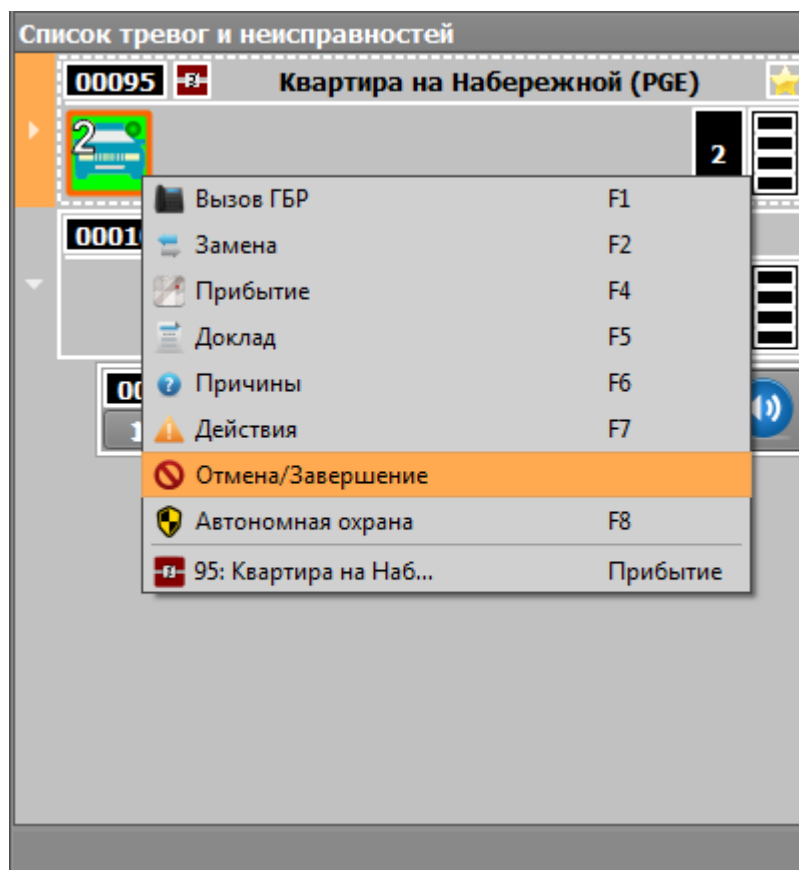 Список тревог и неисправностей
00095 Квартира на Набережной (PGE)
2 2
Вызов ГБР F1
Замена F2
Прибытие F4
Доклад F5
Причины F6
Действия F7
Отмена/Завершение
Автономная охрана F8
95: Квартира на Наб... Прибытие